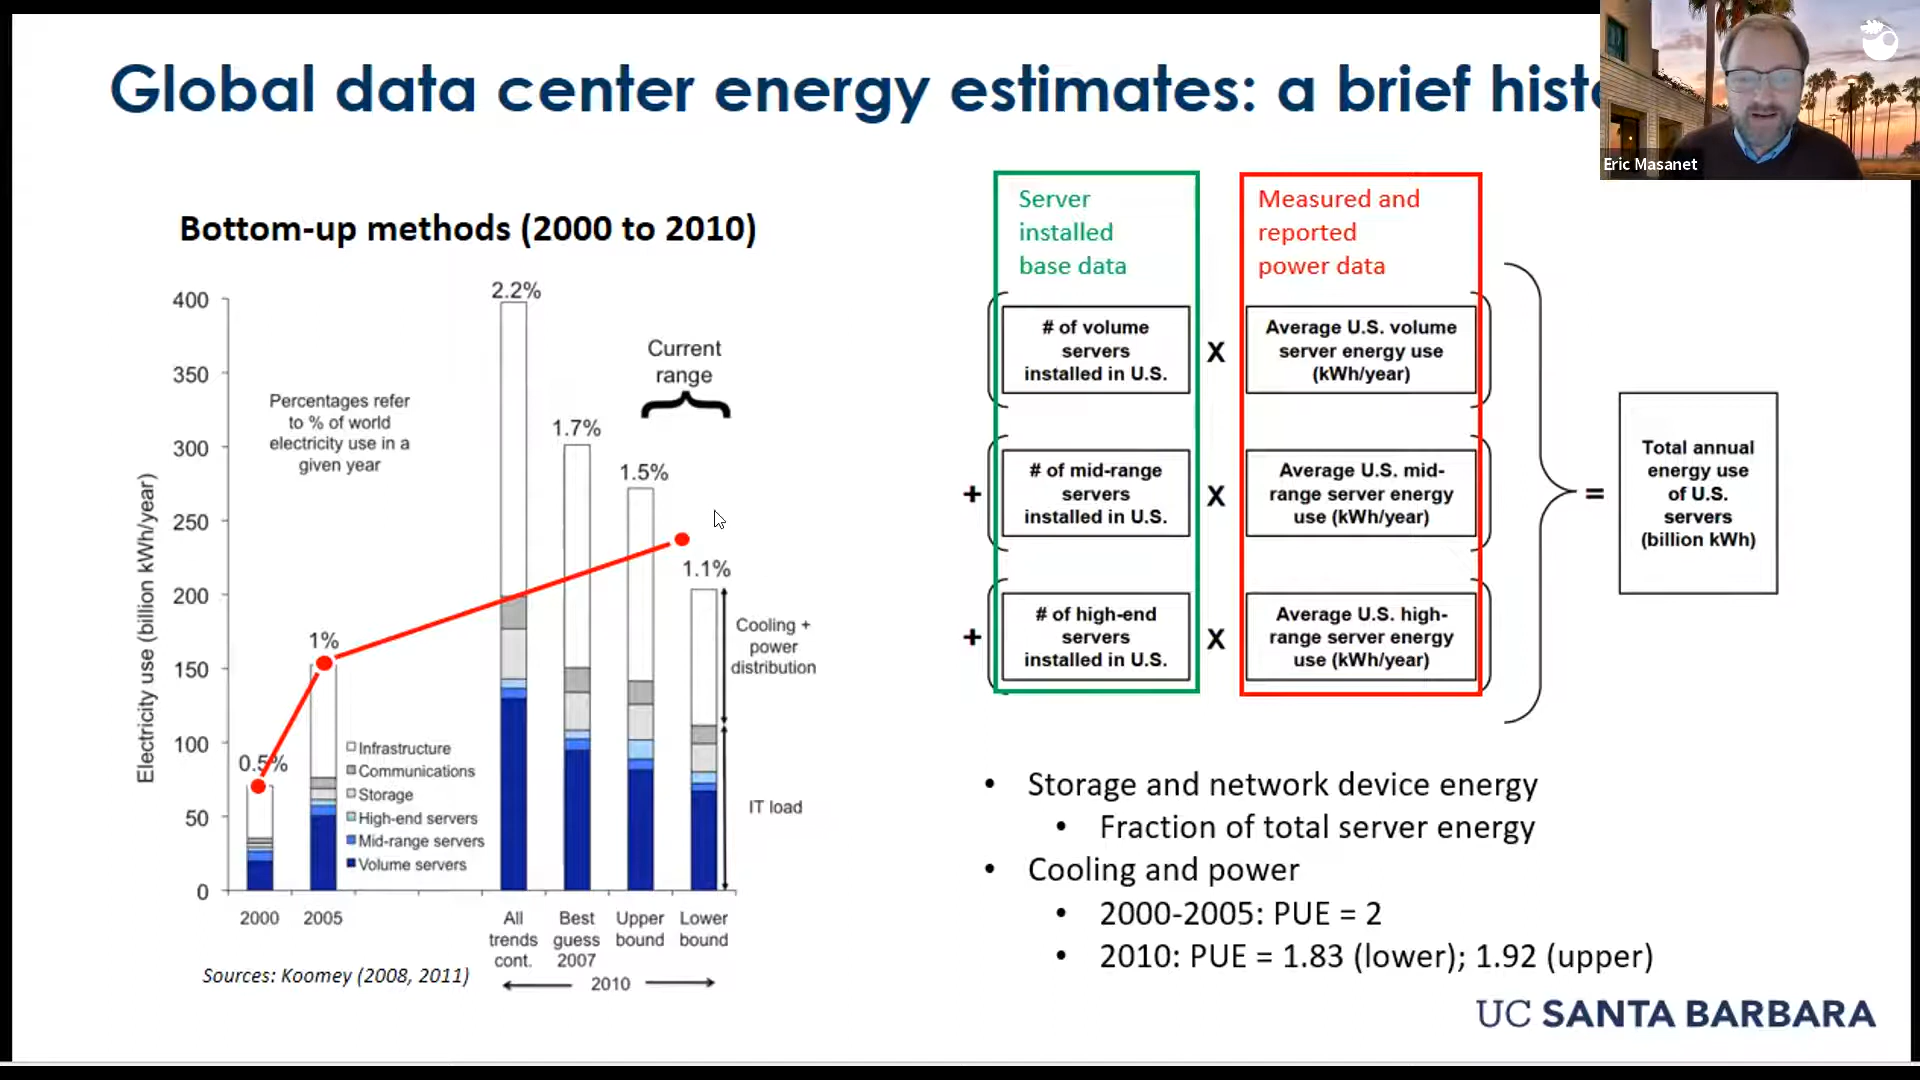 Global data center energy estimates: a brief histo
Eric Masanet
Bottom-up methods (2000 to 2010)
Electricity use (billion kWh/year)
400
350
300
250
200
150
100
50
0
Percentages refer
to % of world
electricity use in a
given year
0.5%
1%
2.2%
1.7%
1.5%
1.1%
Current
range
Cooling +
power
distribution
IT load
Infrastructure
Communications
Storage
High-end servers
Mid-range servers
Volume servers
2000
2005
All
trends
cont.
Best
guess
2007
Upper
bound
Lower
bound
2010
Sources: Koomey (2008, 2011)
Server
installed
base data
Measured and
reported
power data
# of volume
servers
installed in U.S.
X
Average U.S. volume
server energy use
(kWh/year)
+
# of mid-range
servers
installed in U.S.
X
Average U.S. mid-
range server energy
use (kWh/year)
+
# of high-end
servers
installed in U.S.
X
Average U.S. high-
range server energy
use (kWh/year)
=
Total annual
energy use
of U.S.
servers
(billion kWh)
• Storage and network device energy
• Fraction of total server energy
• Cooling and power
• 2000-2005: PUE = 2
• 2010: PUE = 1.83 (lower); 1.92 (upper)
UC SANTA BARBARA